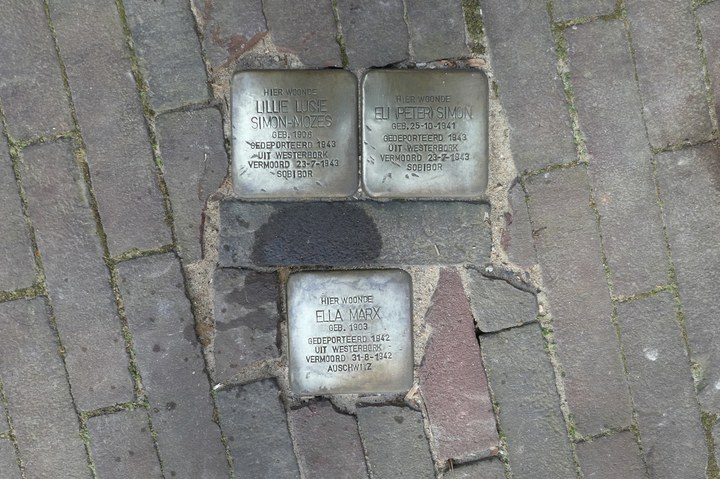 HIER WOONDE
LILLIE LUCIE
SIMON-MOZES
GEB. 1908
GEDEPORTEERD 1943
UIT WESTERBORK
VERMOORD 23-7-1943
SOBIBOR
HIER WOONDE
ELI (PETER) SIMON
GEB. 25-10-1941
GEDEPORTEERD 1943
UIT WESTERBORK
VERMOORD 23-7-1943
SOBIBOR
HIER WOONDE
ELLA MARX
GEB. 1903
GEDEPORTEERD 1942
UIT WESTERBORK
VERMOORD 31-8-1942
AUSCHWITZ